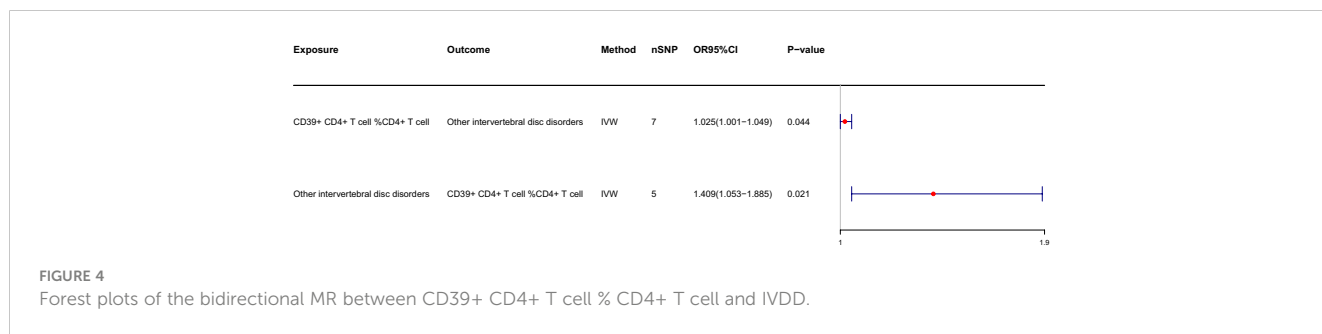 Exposure Outcome Method nSNP OR95%CI P−value
CD39+ CD4+ T cell %CD4+ T cell Other intervertebral disc disorders IVW 7 1.025(1.001−1.049) 0.044
Other intervertebral disc disorders CD39+ CD4+ T cell %CD4+ T cell IVW 5 1.409(1.053−1.885) 0.021
1 1.9
FIGURE 4
Forest plots of the bidirectional MR between CD39+ CD4+ T cell % CD4+ T cell and IVDD.